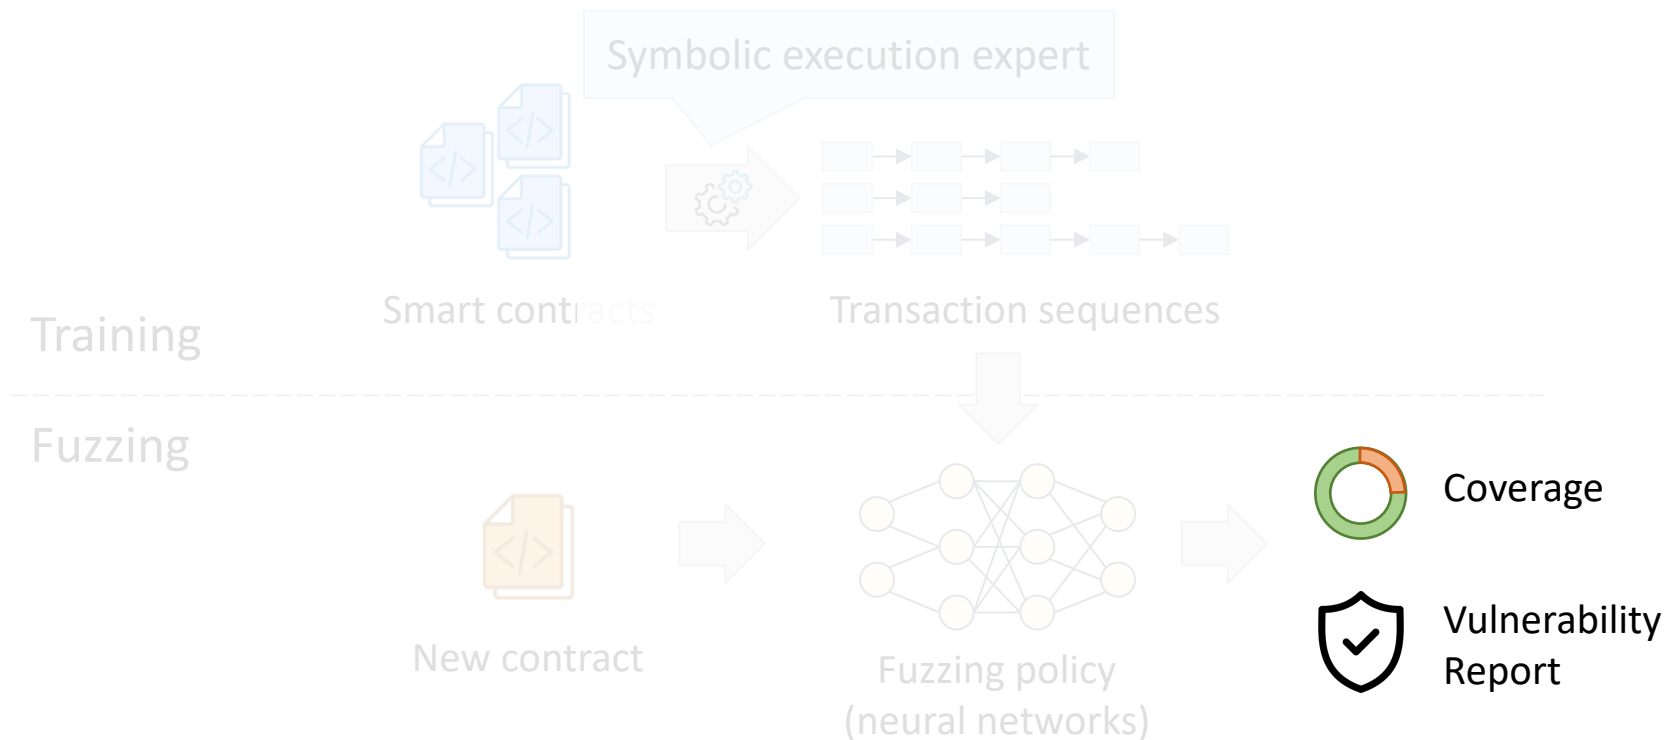 Symbolic execution expert
Smart contracts
Transaction sequences
Training
Fuzzing
Coverage
New contract
Vulnerability
Report
Fuzzing policy
(neural networks)